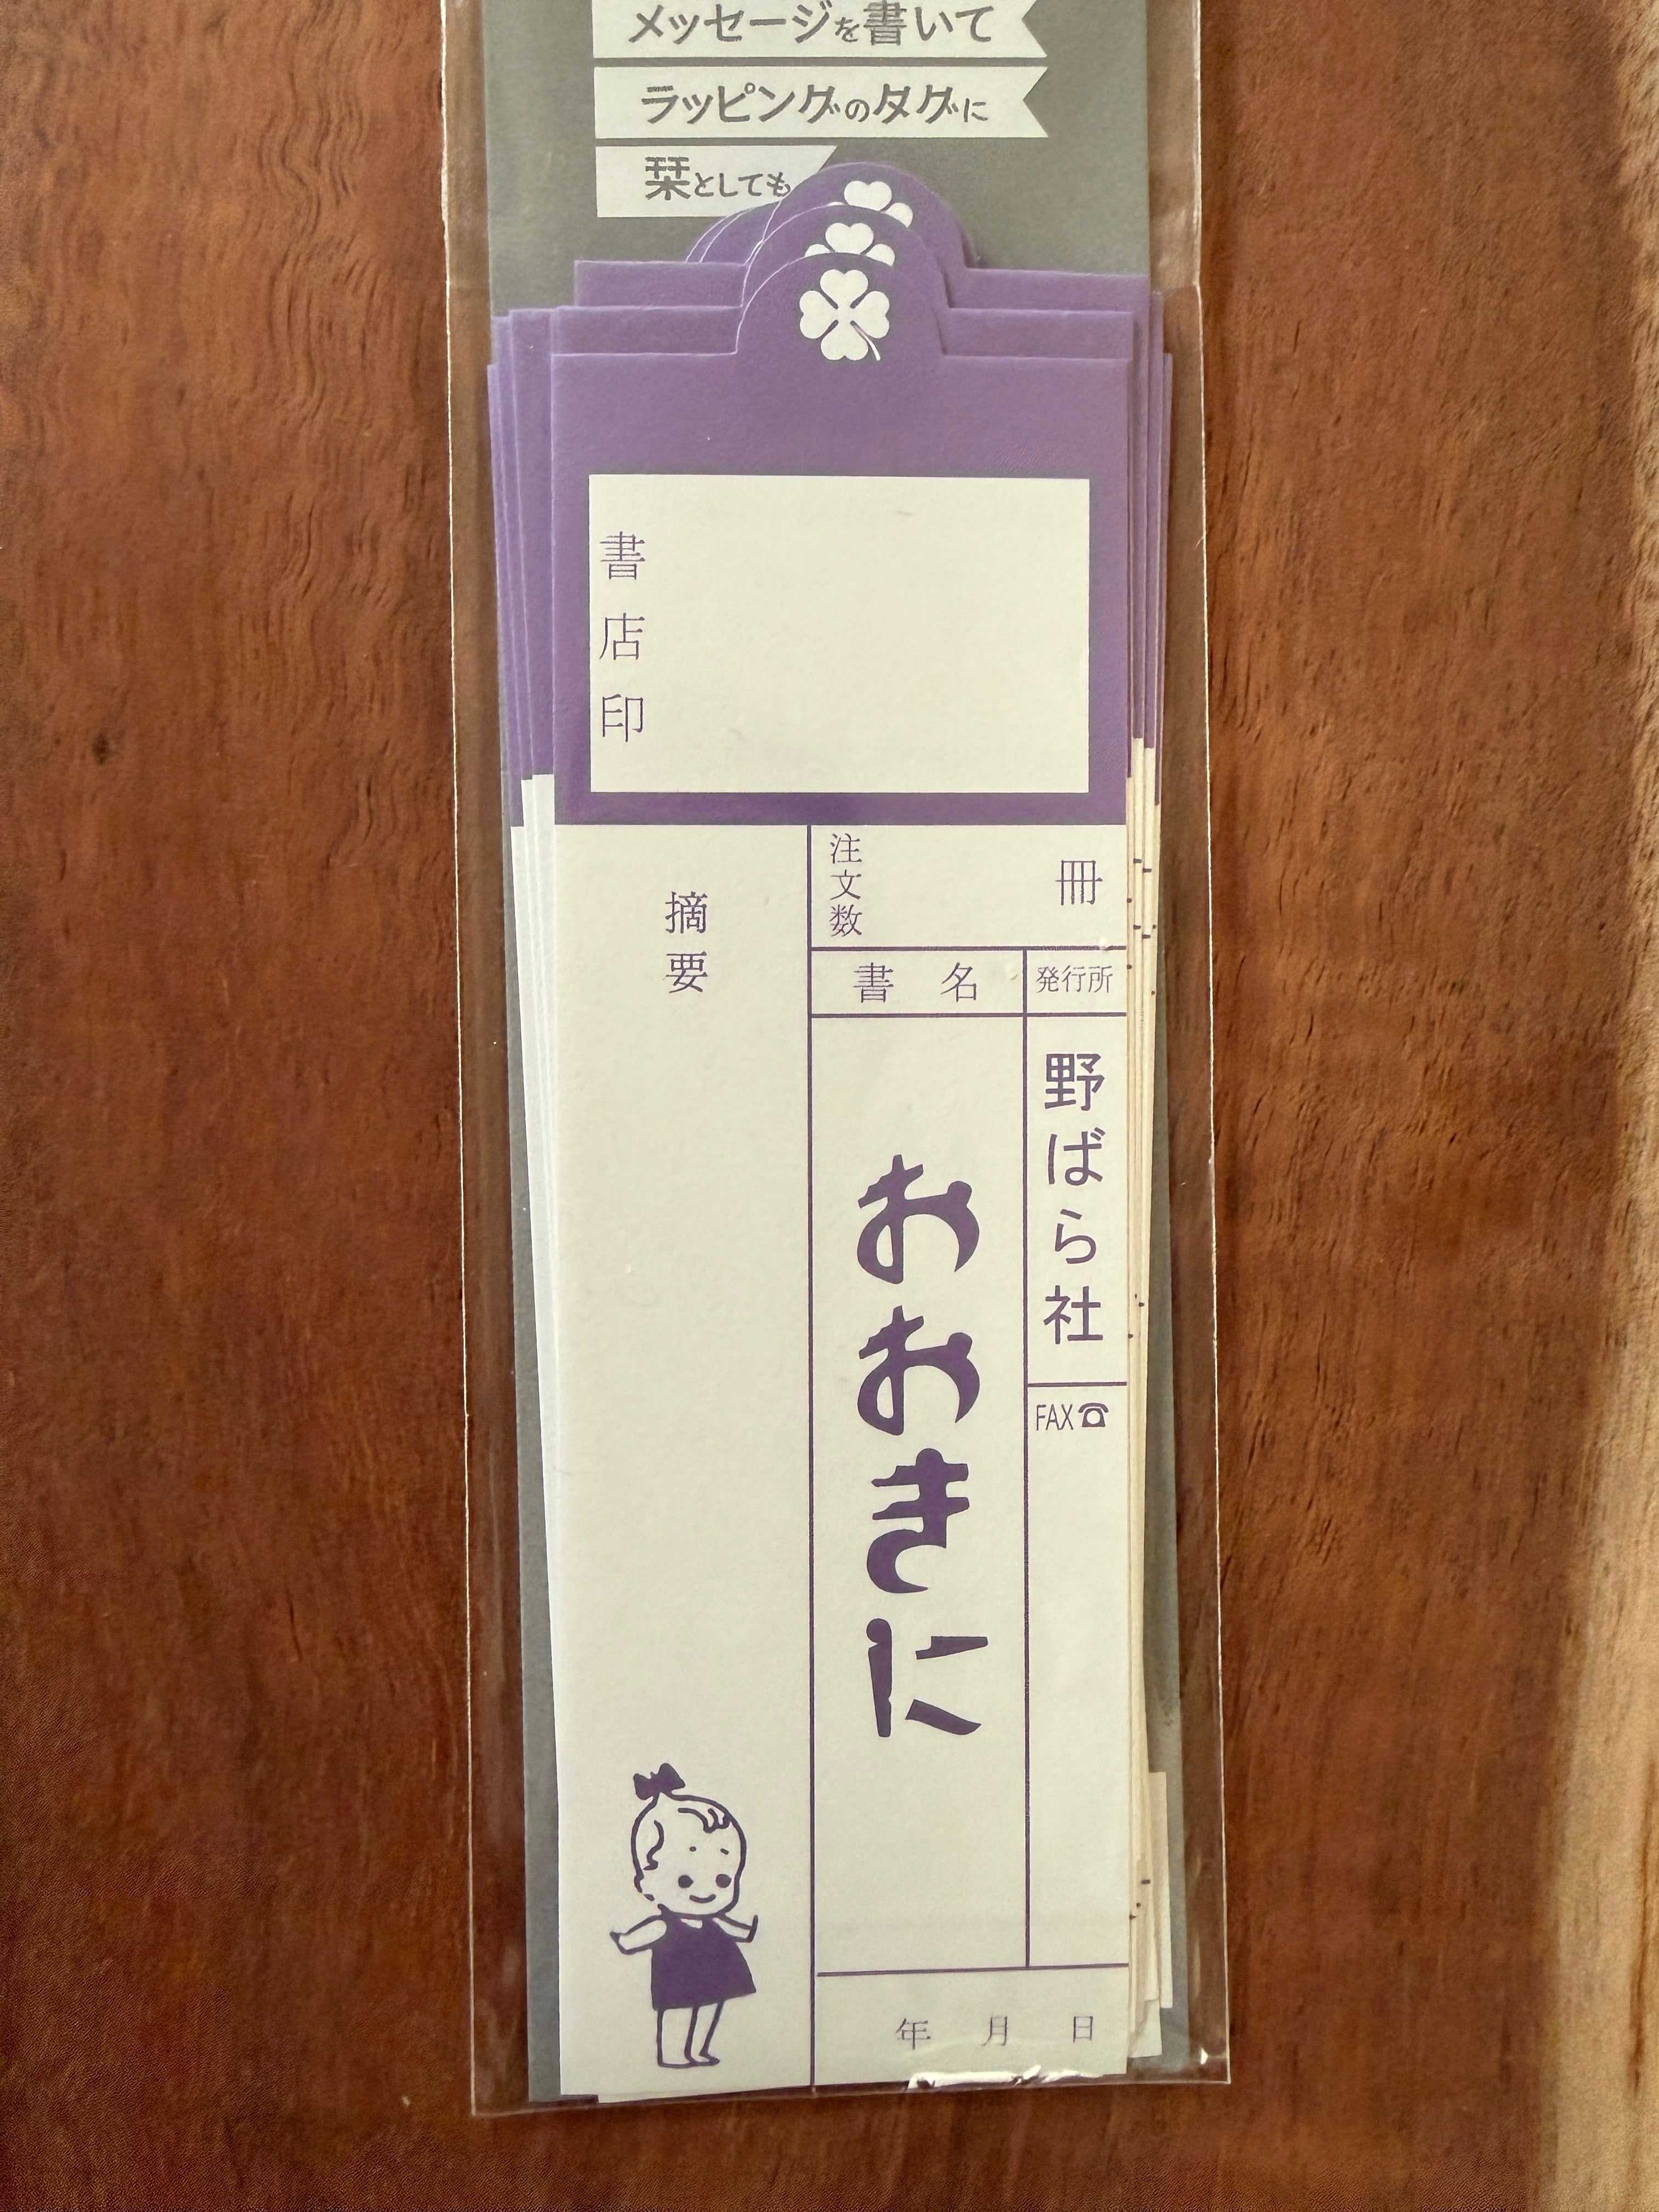 メッセージを書いて
ラッピングのタグに
栞としても
書店印
注文数
冊
摘要
書名
発行所
野ばら社
おおきに
FAX
年 月 日